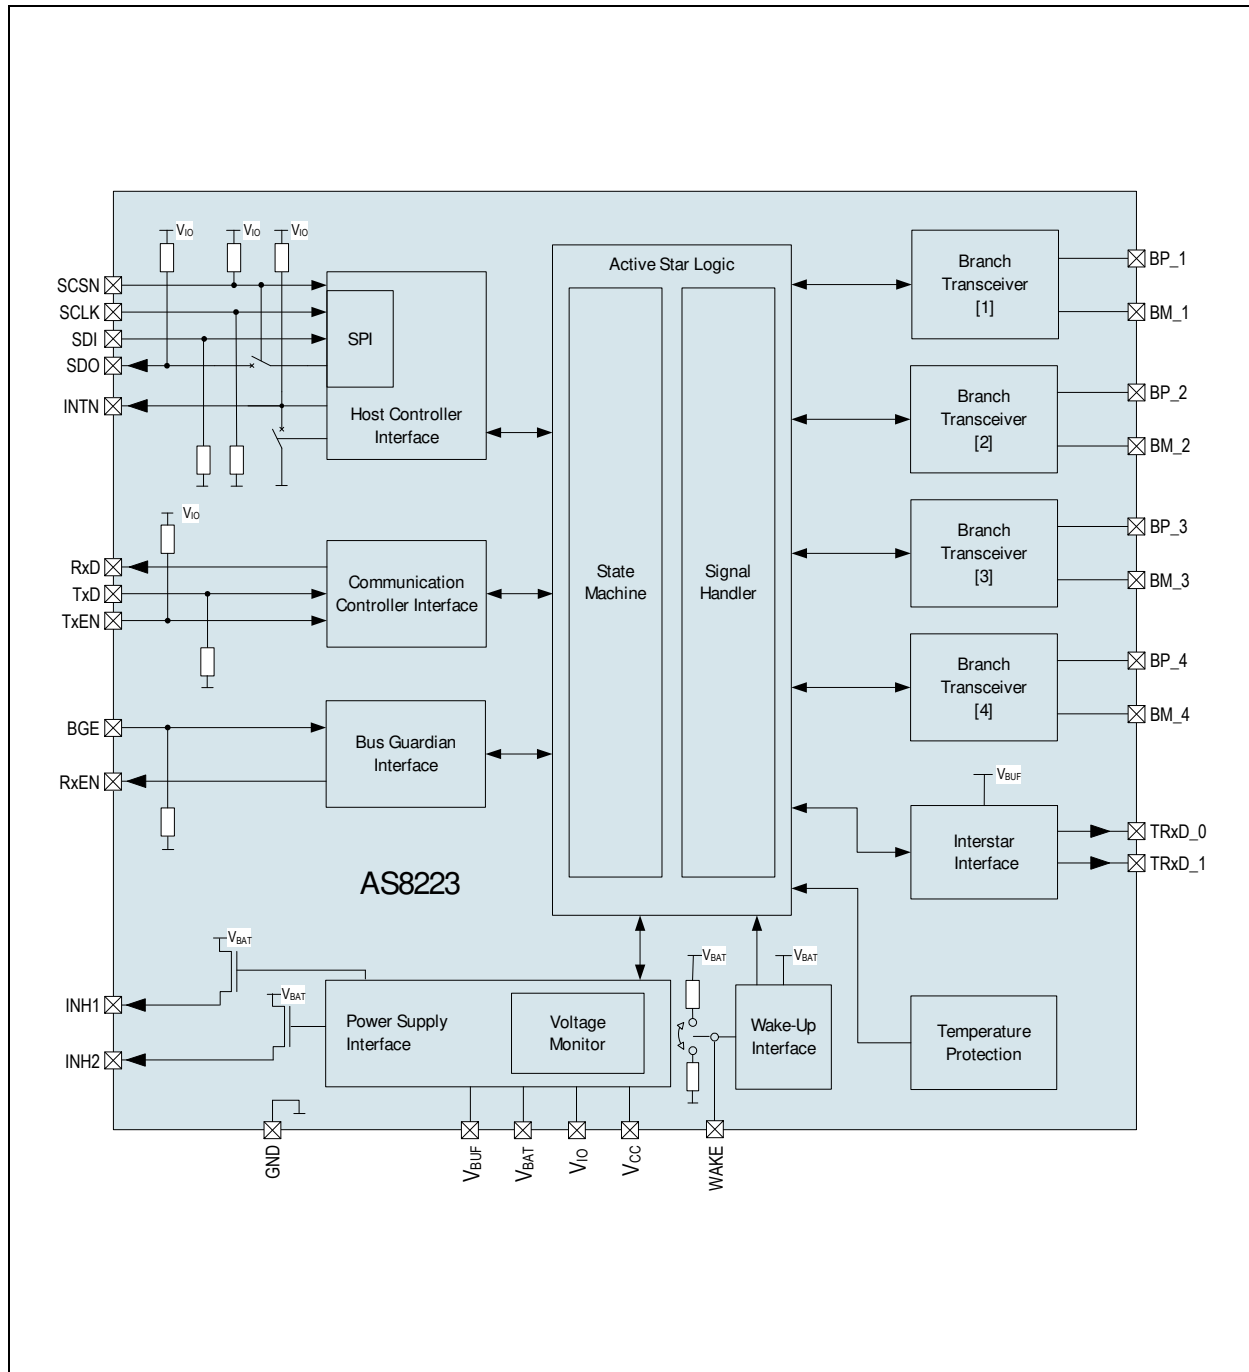 VIO
VIO
VIO
SCSN
SCLK
SDI
SDO
INTN
SPI
Host Controller
Interface
VIO
RxD
TxD
TxEN
Communication
Controller Interface
BGE
RxEN
Bus Guardian
Interface
AS8223
Active Star Logic
State
Machine
Signal
Handler
Branch
Transceiver
[1]
BP_1
BM_1
Branch
Transceiver
[2]
BP_2
BM_2
Branch
Transceiver
[3]
BP_3
BM_3
Branch
Transceiver
[4]
BP_4
BM_4
VBUF
Interstar
Interface
TRxD_0
TRxD_1
VBAT
VBAT
INH1
INH2
Power Supply
Interface
Voltage
Monitor
VBAT
VBAT
Wake-Up
Interface
Temperature
Protection
GND
VBUF
VBAT
VIO
VCC
WAKE